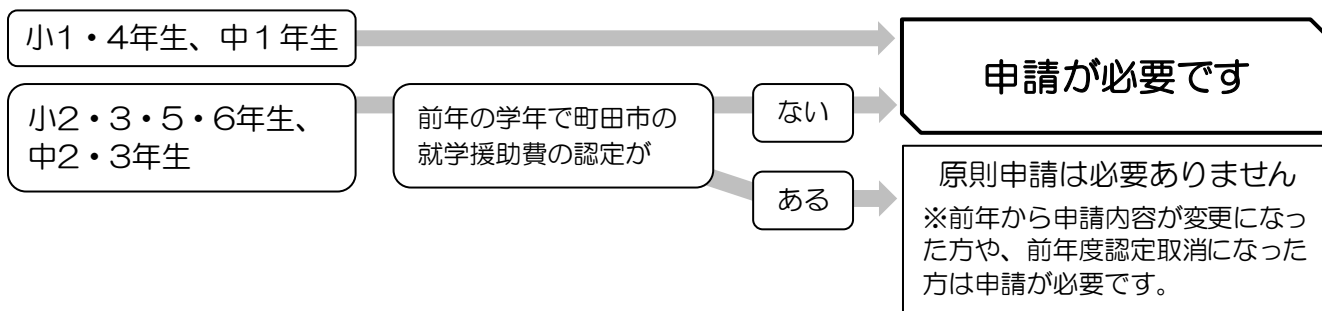 小1・4年生、中1年生
申請が必要です
小2・3・5・6年生、
中2・3年生
前年の学年で町田市の
就学援助費の認定が
ない
ある
原則申請は必要ありません
※前年から申請内容が変更になっ
た方や、前年度認定取消になった
方は申請が必要です。